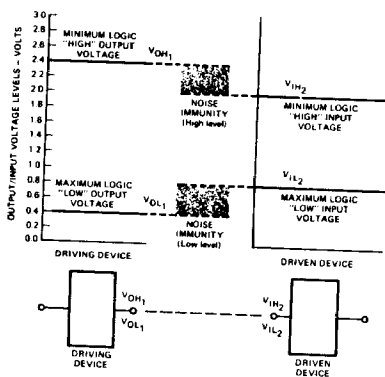 OUTPUT/INPUT VOLTAGE LEVELS – VOLTS
3.0
2.8
2.6
2.4
2.2
2.0
1.8
1.6
1.4
1.2
1.0
0.8
0.6
0.4
0.2
0.0
MINIMUM LOGIC
"HIGH" OUTPUT
VOLTAGE
VOH1
NOISE
IMMUNITY
(High level)
VIH2
MINIMUM LOGIC
"HIGH" INPUT
VOLTAGE
MAXIMUM LOGIC
"LOW" OUTPUT
VOLTAGE
VOL1
NOISE
IMMUNITY
(Low level)
VIL2
MAXIMUM LOGIC
"LOW" INPUT
VOLTAGE
DRIVING DEVICE
DRIVEN DEVICE
VOH1
VOL1
VIH2
VIL2
DRIVING
DEVICE
DRIVEN
DEVICE